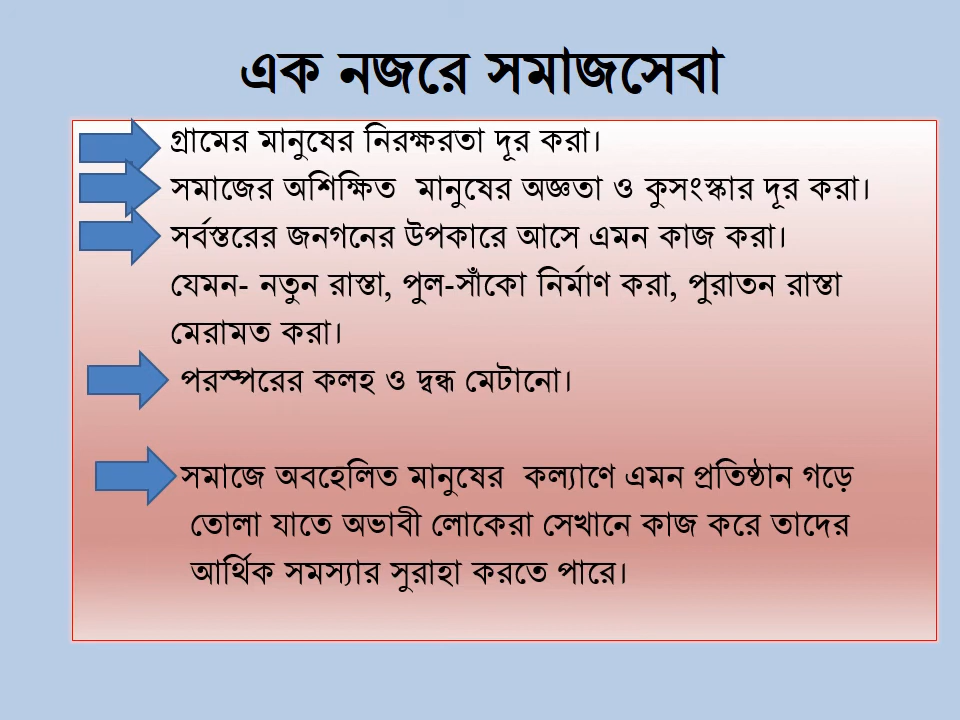 এক নজরে সমাজসেবা
গ্রামের মানুষের নিরক্ষরতা দূর করা।
সমাজের অশিক্ষিত মানুষের অজ্ঞতা ও কুসংস্কার দূর করা।
সর্বস্তরের জনগনের উপকারে আসে এমন কাজ করা।
যেমন- নতুন রাস্তা, পুল-সাঁকো নির্মাণ করা, পুরাতন রাস্তা
মেরামত করা।
পরস্পরের কলহ ও দ্বন্ধ মেটানো।
সমাজে অবহেলিত মানুষের কল্যাণে এমন প্রতিষ্ঠান গড়ে
তোলা যাতে অভাবী লোকেরা সেখানে কাজ করে তাদের
আর্থিক সমস্যার সুরাহা করতে পারে।